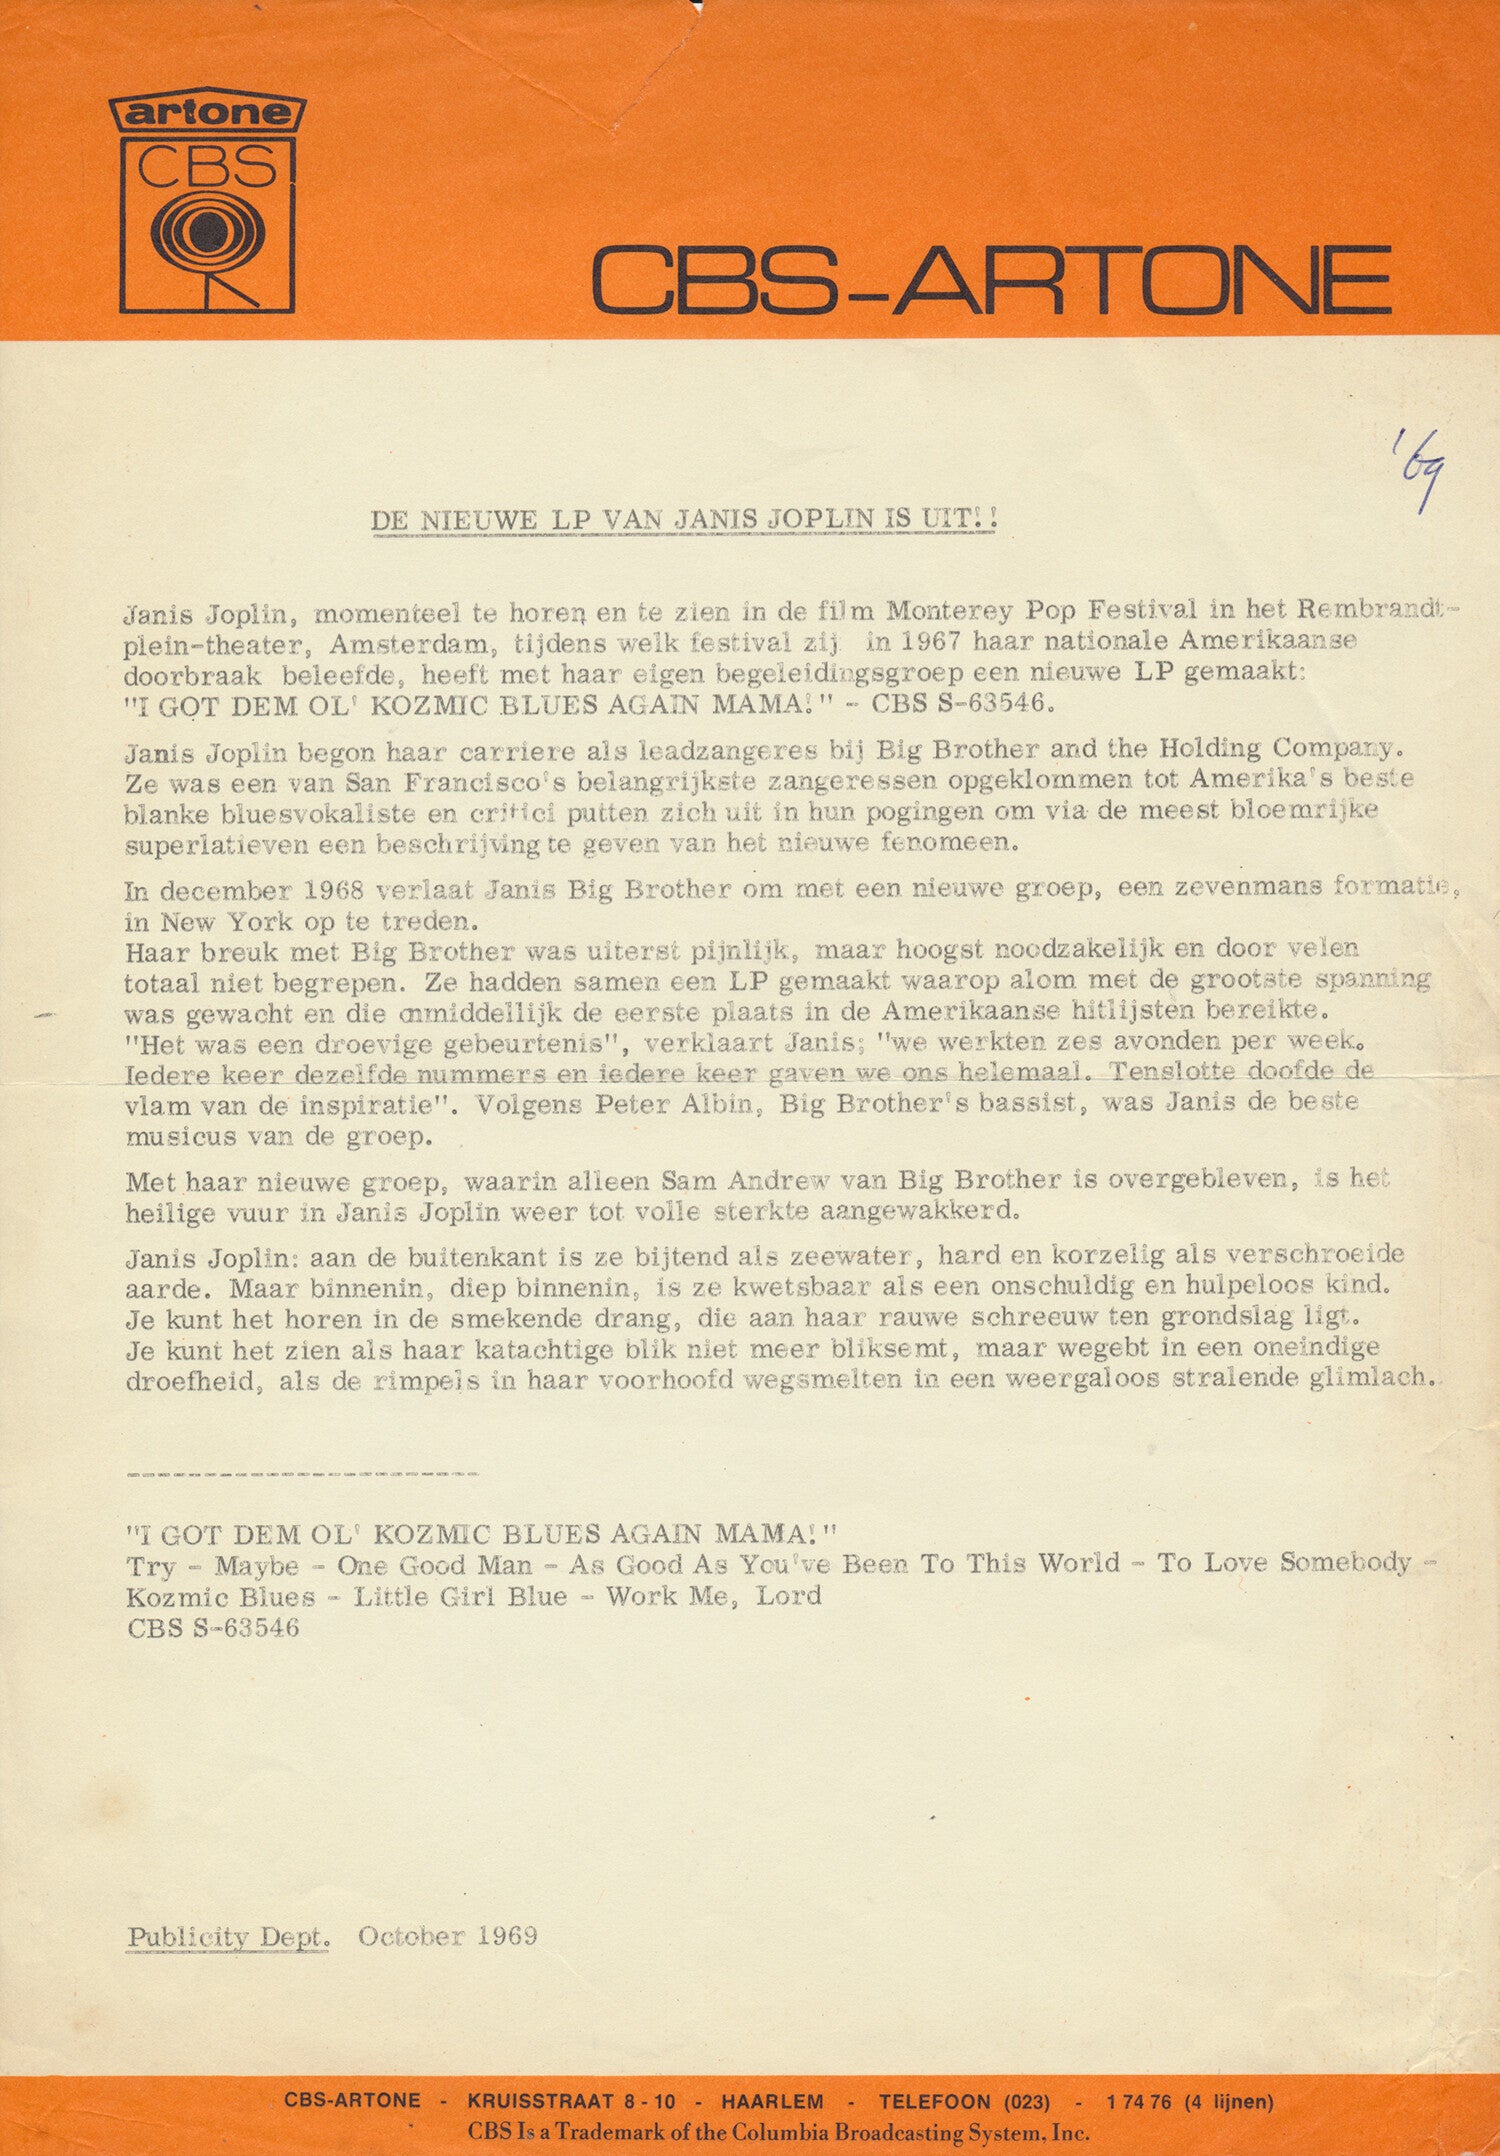 artone
CBS
CBS-ARTONE
'69
DE NIEUWE LP VAN JANIS JOPLIN IS UIT!!
Janis Joplin, momenteel te horen en te zien in de film Monterey Pop Festival in het Rembrandt-
plein-theater, Amsterdam, tijdens welk festival zij in 1967 haar nationale Amerikaanse
doorbraak beleefde, heeft met haar eigen begeleidingsgroep een nieuwe LP gemaakt:
"I GOT DEM OL' KOZMIC BLUES AGAIN MAMA!" - CBS S-63546.
Janis Joplin begon haar carriere als leadzangeres bij Big Brother and the Holding Company.
Ze was een van San Francisco's belangrijkste zangeressen opgeklommen tot Amerika's beste
blanke bluesvokaliste en critici putten zich uit in hun pogingen om via de meest bloemrijke
superlatieven een beschrijving te geven van het nieuwe fenomeen.
In december 1968 verlaat Janis Big Brother om met een nieuwe groep, een zevenmans formatie,
in New York op te treden.
Haar breuk met Big Brother was uiterst pijnlijk, maar hoogst noodzakelijk en door velen
totaal niet begrepen. Ze hadden samen een LP gemaakt waarop alom met de grootste spanning
was gewacht en die onmiddellijk de eerste plaats in de Amerikaanse hitlijsten bereikte.
"Het was een droevige gebeurtenis", verklaart Janis; "we werkten zes avonden per week.
Iedere keer dezelfde nummers en iedere keer gaven we ons helemaal. Tenslotte doofde de
vlam van de inspiratie". Volgens Peter Albin, Big Brother's bassist, was Janis de beste
musicus van de groep.
Met haar nieuwe groep, waarin alleen Sam Andrew van Big Brother is overgebleven, is het
heilige vuur in Janis Joplin weer tot volle sterkte aangewakkerd.
Janis Joplin: aan de buitenkant is ze bijtend als zeewater, hard en korzelig als verschroeide
aarde. Maar binnenin, diep binnenin, is ze kwetsbaar als een onschuldig en hulpeloos kind.
Je kunt het horen in de smekende drang, die aan haar rauwe schreeuw ten grondslag ligt.
Je kunt het zien als haar katachtige blik niet meer bliksemt, maar wegebt in een oneindige
droefheid, als de rimpels in haar voorhoofd wegsmelten in een weergaloos stralende glimlach.
"I GOT DEM OL' KOZMIC BLUES AGAIN MAMA!"
Try - Maybe - One Good Man - As Good As You've Been To This World - To Love Somebody -
Kozmic Blues - Little Girl Blue - Work Me, Lord
CBS S-63546
Publicity Dept. October 1969
CBS-ARTONE - KRUISSTRAAT 8-10 - HAARLEM - TELEFOON (023) - 1 74 76 (4 lijnen)
CBS Is a Trademark of the Columbia Broadcasting System, Inc.